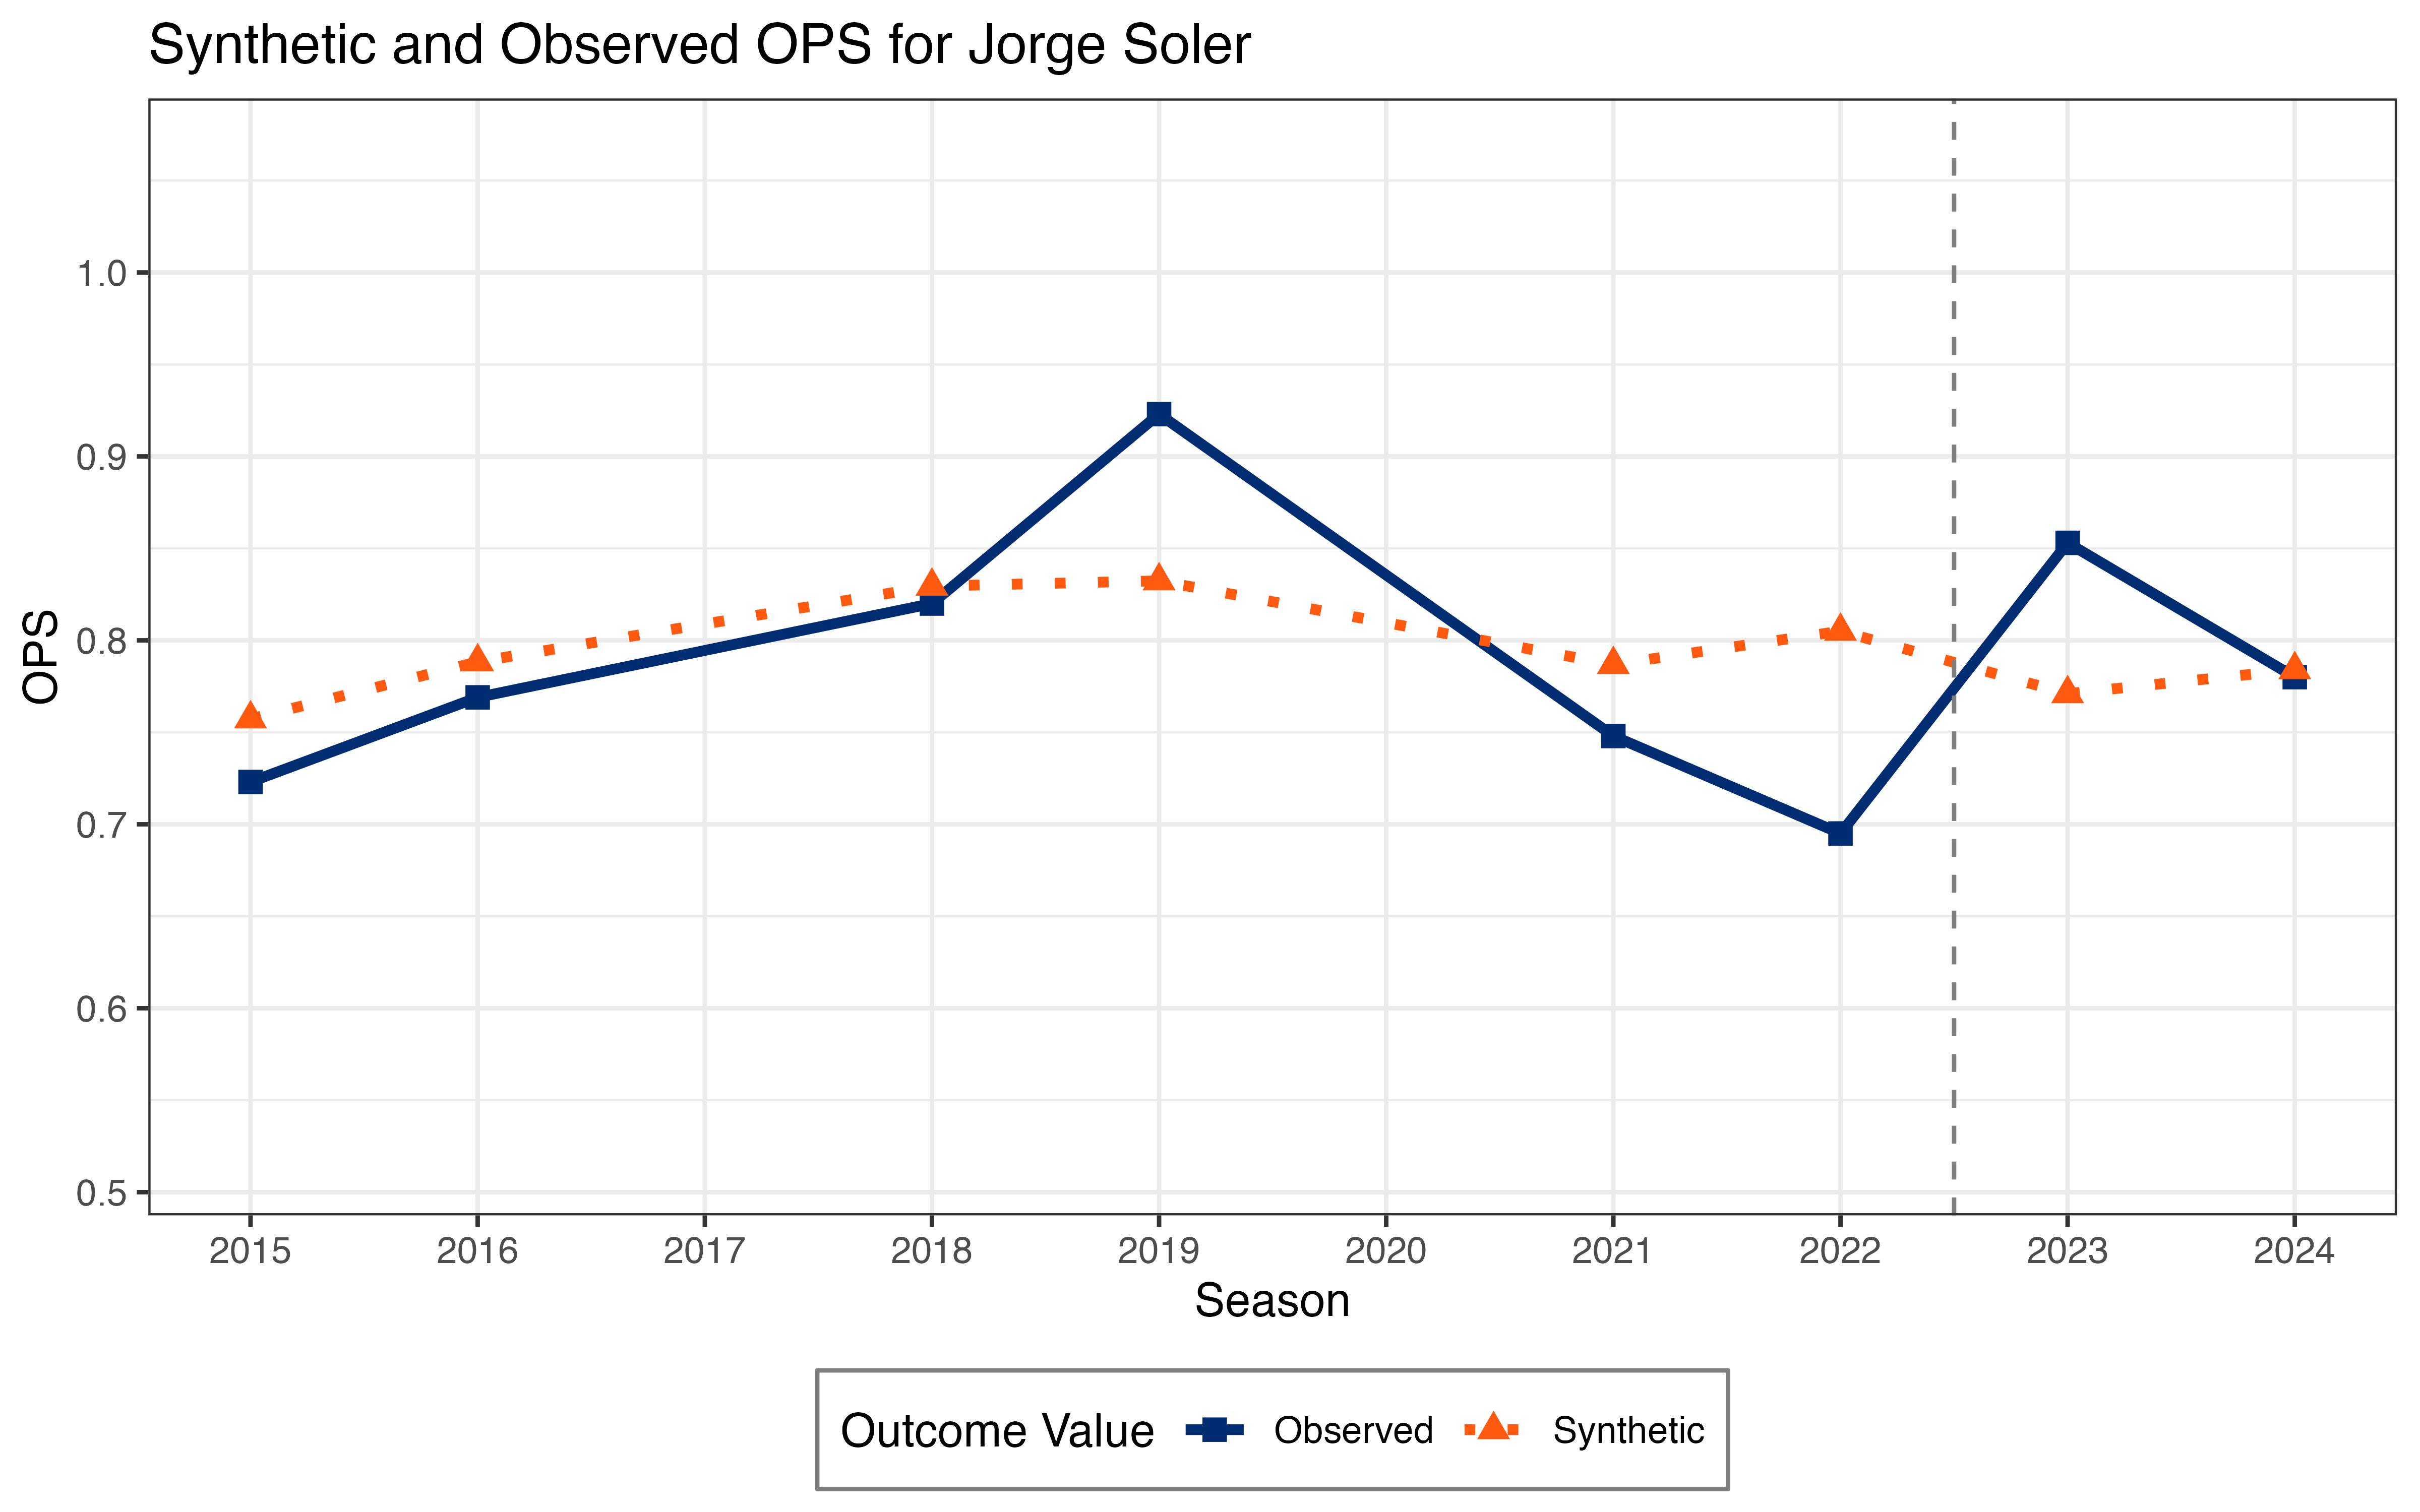 Synthetic and Observed OPS for Jorge Soler
OPS
1.0
0.9
0.8
0.7
0.6
0.5
2015 2016 2017 2018 2019 2020 2021 2022 2023 2024
Season
Outcome Value Observed Synthetic